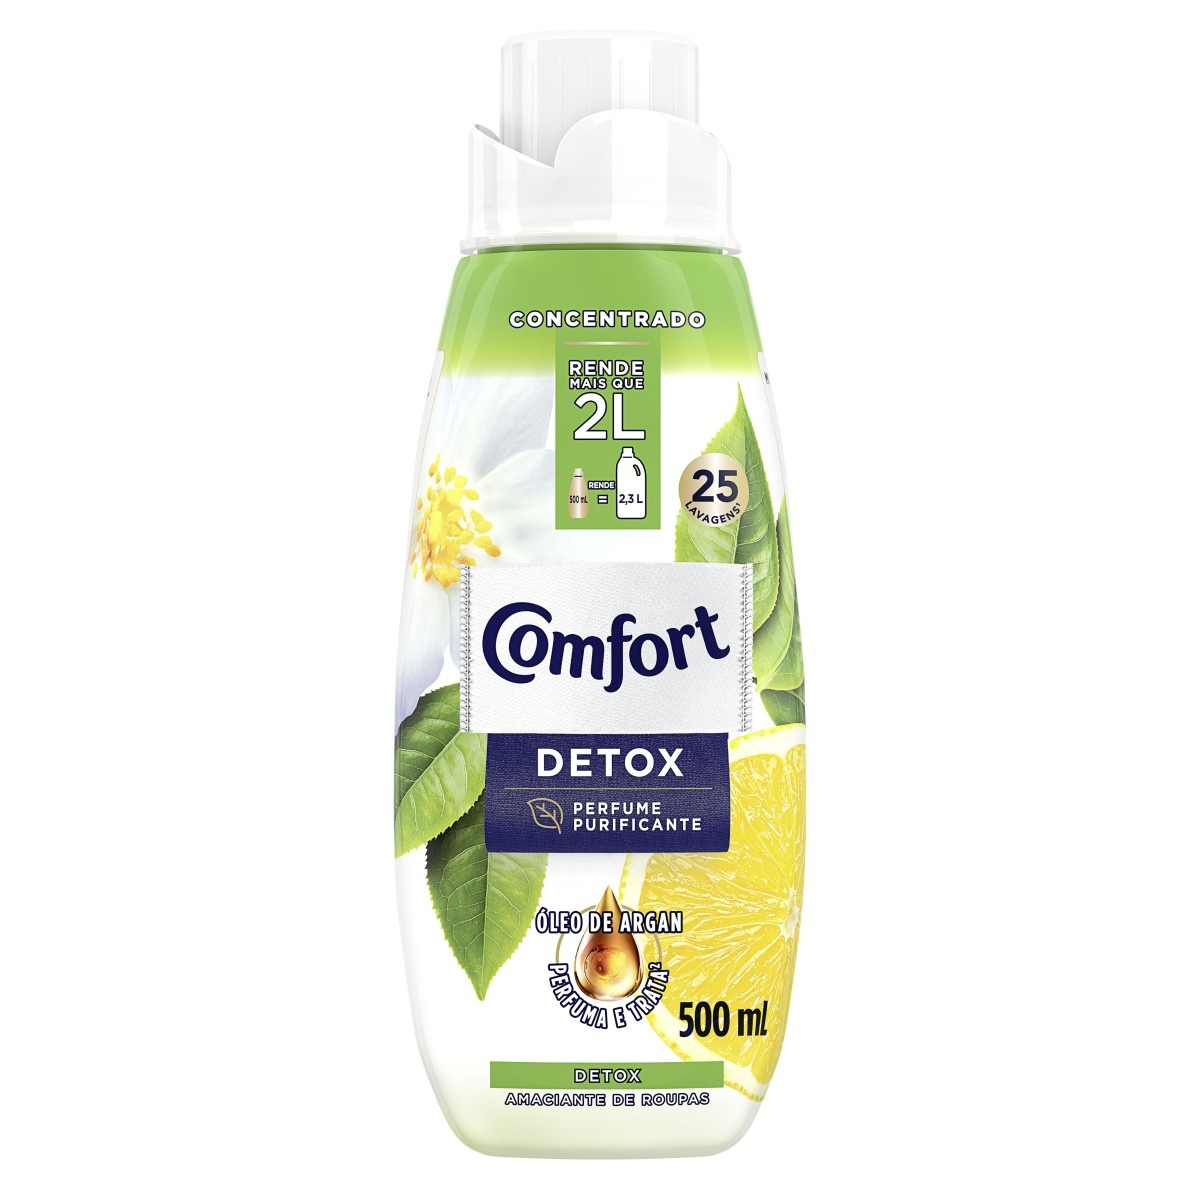 CONCENTRADO
RENDE
MAIS QUE
2L
500 mL
RENDE
=
2,3 L
25
LAVAGENS¹
Comfort
DETOX
PERFUME
PURIFICANTE
ÓLEO DE ARGAN
PERFUMA E TRATA²
500 mL
DETOX
AMACIANTE DE ROUPAS